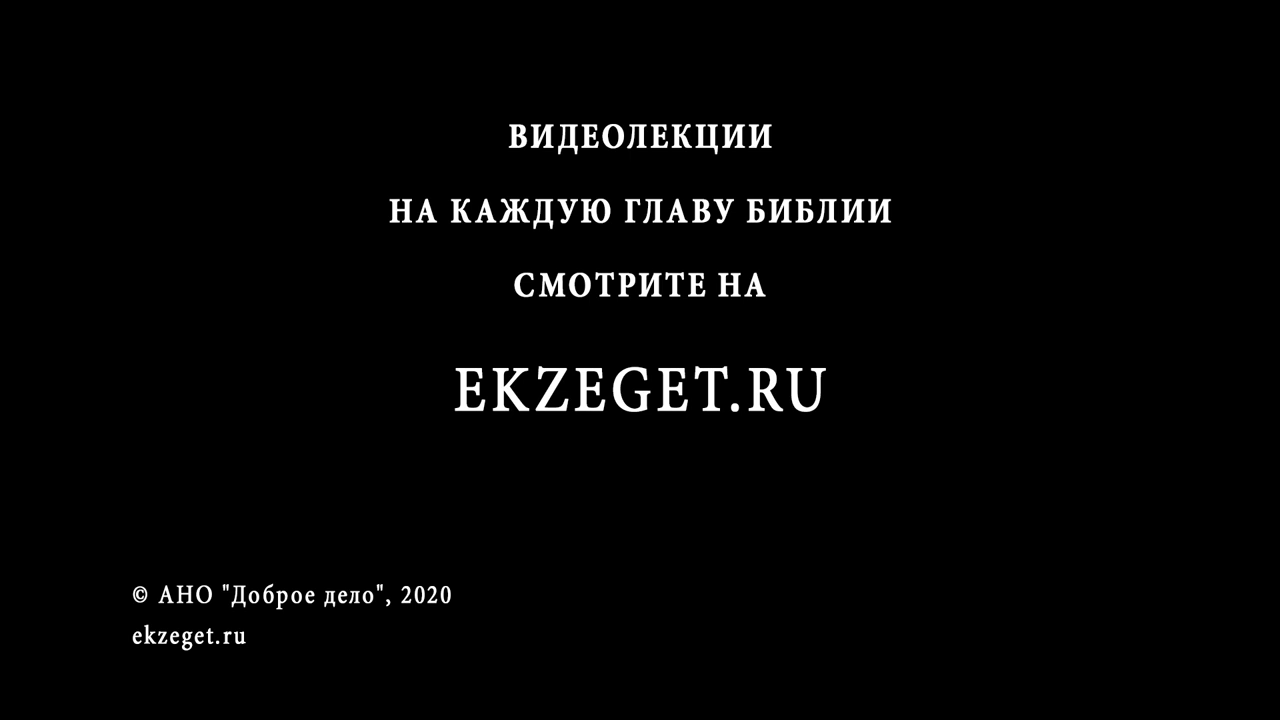 ВИДЕОЛЕКЦИИ
НА КАЖДУЮ ГЛАВУ БИБЛИИ
СМОТРИТЕ НА
EKZEGET.RU
© АНО "Доброе дело", 2020
ekzeget.ru